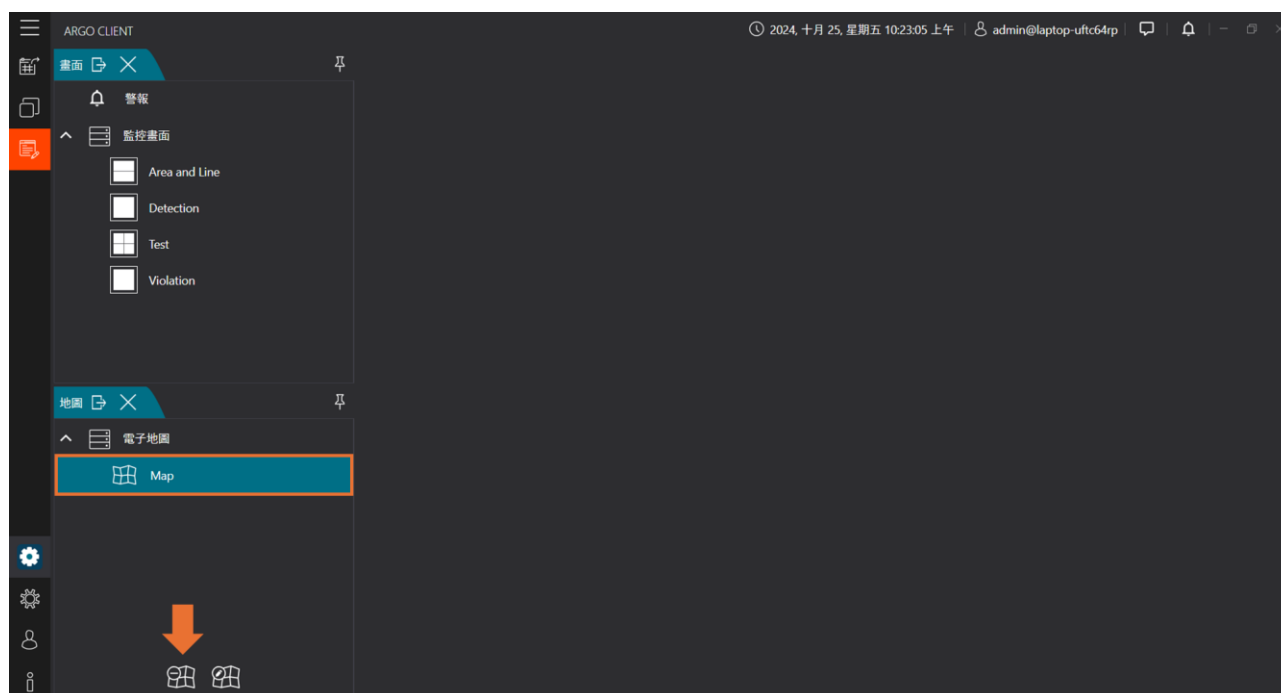 ARGO CLIENT
2024, 十月 25, 星期五 10:23:05 上午
admin@laptop-uftc64rp
畫面
警報
監控畫面
Area and Line
Detection
Test
Violation
地圖
電子地圖
Map